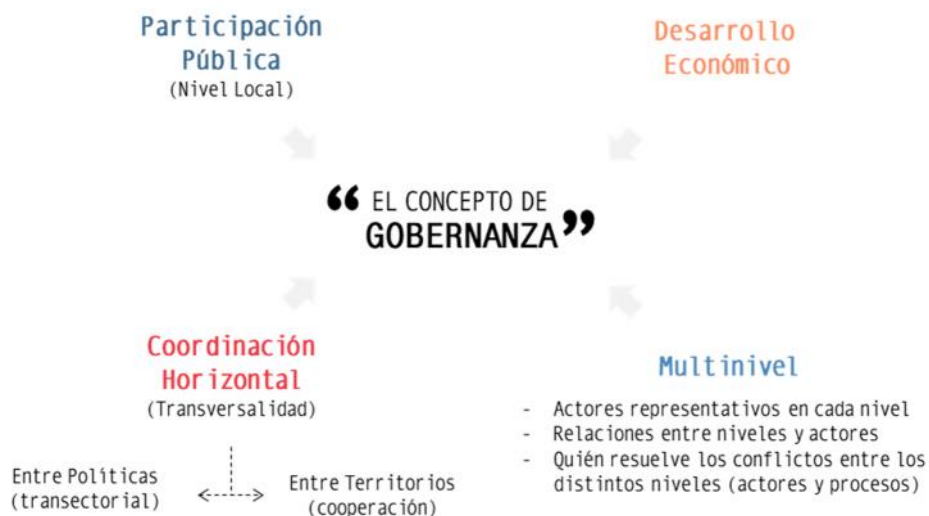 Participación
Pública
(Nivel Local)
Desarrollo
Económico
“ EL CONCEPTO DE
GOBERNANZA ”
Coordinación
Horizontal
(Transversalidad)
Entre Políticas
(transectorial)
Entre Territorios
(cooperación)
Multinivel
- Actores representativos en cada nivel
- Relaciones entre niveles y actores
- Quién resuelve los conflictos entre los
distintos niveles (actores y procesos)